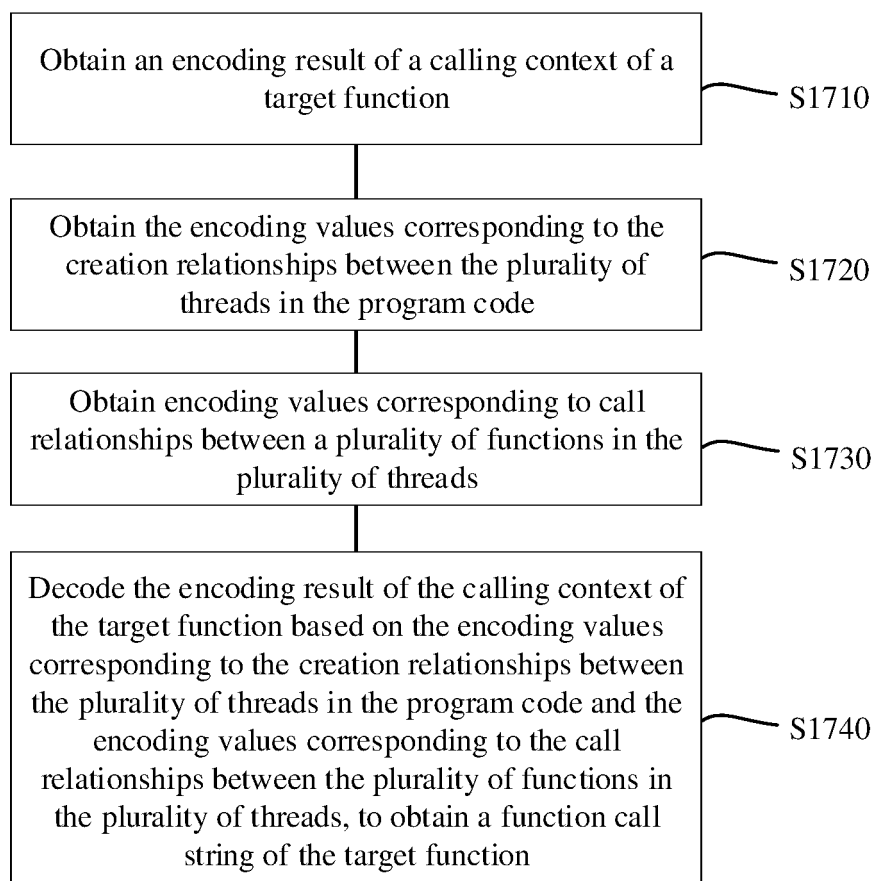 Obtain an encoding result of a calling context of a
target function
S1710
Obtain the encoding values corresponding to the
creation relationships between the plurality of
threads in the program code
S1720
Obtain encoding values corresponding to call
relationships between a plurality of functions in the
plurality of threads
S1730
Decode the encoding result of the calling context of
the target function based on the encoding values
corresponding to the creation relationships between
the plurality of threads in the program code and the
encoding values corresponding to the call
relationships between the plurality of functions in
the plurality of threads, to obtain a function call
string of the target function
S1740